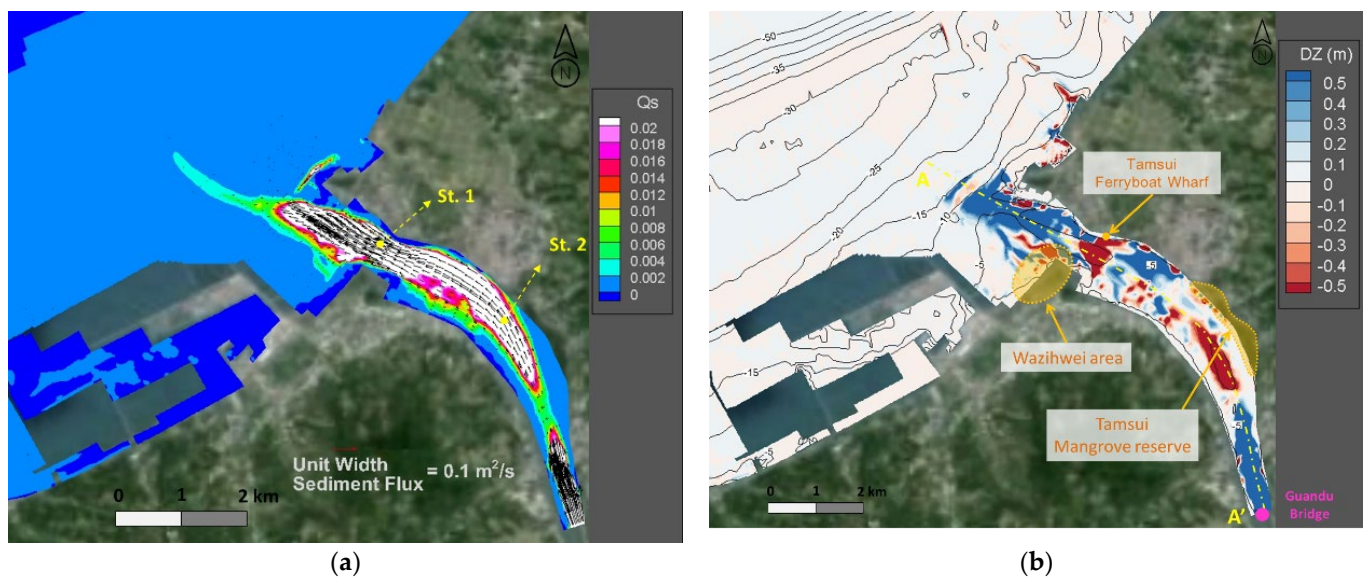 N
Qs
0.02
0.018
0.016
0.014
0.012
0.01
0.008
0.006
0.004
0.002
0
St. 1
St. 2
Unit Width
Sediment Flux = 0.1 m²/s
0 1 2 km
(a)
N
DZ (m)
0.5
0.4
0.3
0.2
0.1
0
-0.1
-0.2
-0.3
-0.4
-0.5
-50
-35
-30
-25
-20
-15
-10
-5
-5
-5
-15
-5
A
Tamsui
Ferryboat Wharf
Wazihwei area
Tamsui
Mangrove reserve
A'
Guandu
Bridge
0 1 2 km
(b)